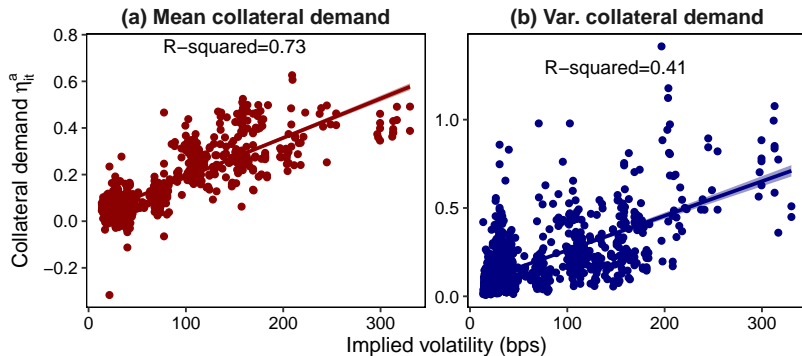 (a) Mean collateral demand
(b) Var. collateral demand
R−squared=0.73
R−squared=0.41
Collateral demand η^a_it
0.8
0.6
0.4
0.2
0.0
−0.2
1.0
0.5
0.0
0 100 200 300
0 100 200 300
Implied volatility (bps)